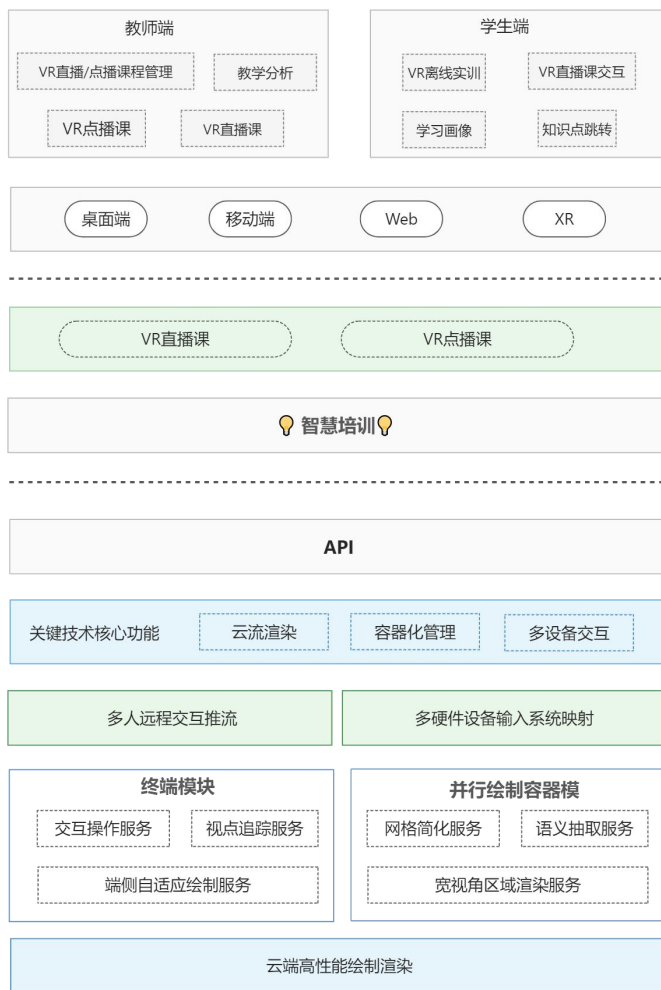 教师端
VR直播/点播课程管理
教学分析
VR点播课
VR直播课
学生端
VR离线实训
VR直播课交互
学习画像
知识点跳转
桌面端
移动端
Web
XR
VR直播课
VR点播课
智慧培训
API
关键技术核心功能
云流渲染
容器化管理
多设备交互
多人远程交互推流
多硬件设备输入系统映射
终端模块
交互操作服务
视点追踪服务
端侧自适应绘制服务
并行绘制容器模
网格简化服务
语义抽取服务
宽视角区域渲染服务
云端高性能绘制渲染